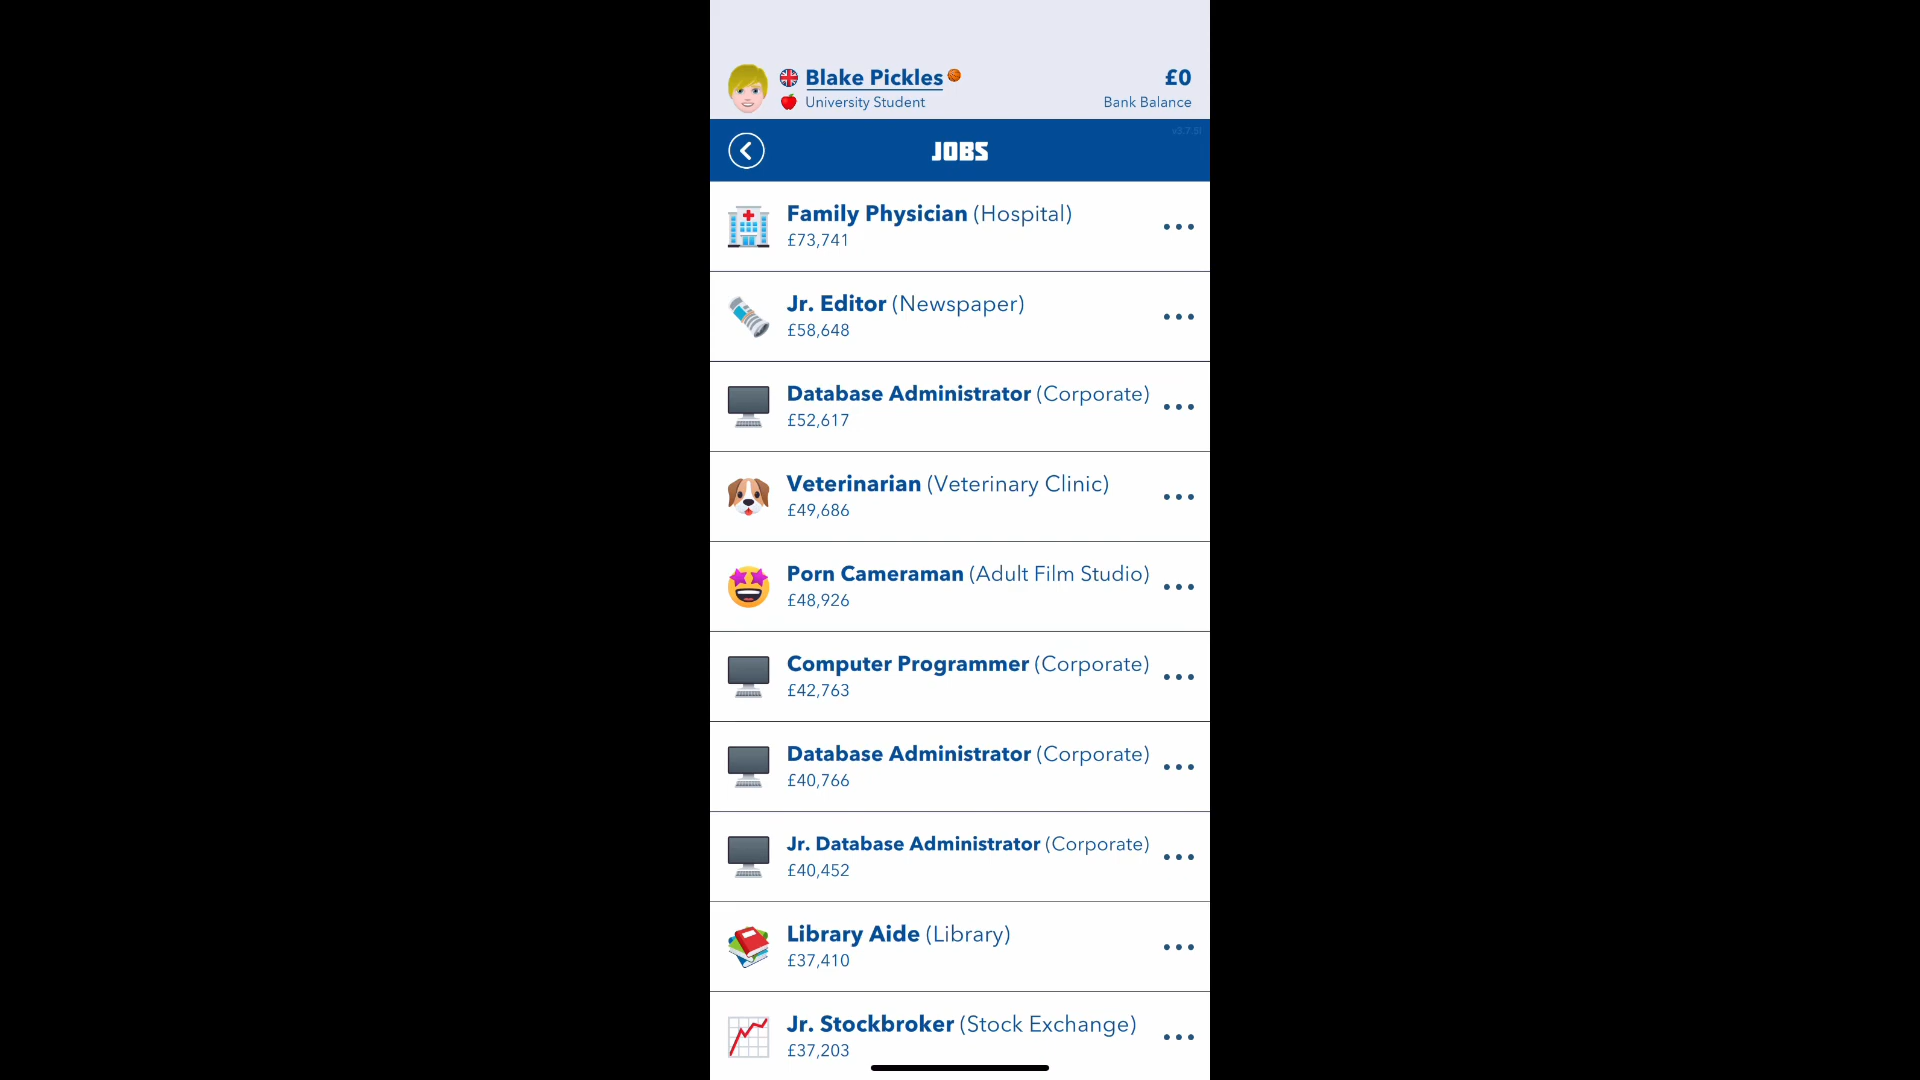 Blake Pickles
£0
University Student
Bank Balance
v3.7.5i
JOBS
Family Physician (Hospital)
£73,741
Jr. Editor (Newspaper)
£58,648
Database Administrator (Corporate)
£52,617
Veterinarian (Veterinary Clinic)
£49,686
Porn Cameraman (Adult Film Studio)
£48,926
Computer Programmer (Corporate)
£42,763
Database Administrator (Corporate)
£40,766
Jr. Database Administrator (Corporate)
£40,452
Library Aide (Library)
£37,410
Jr. Stockbroker (Stock Exchange)
£37,203